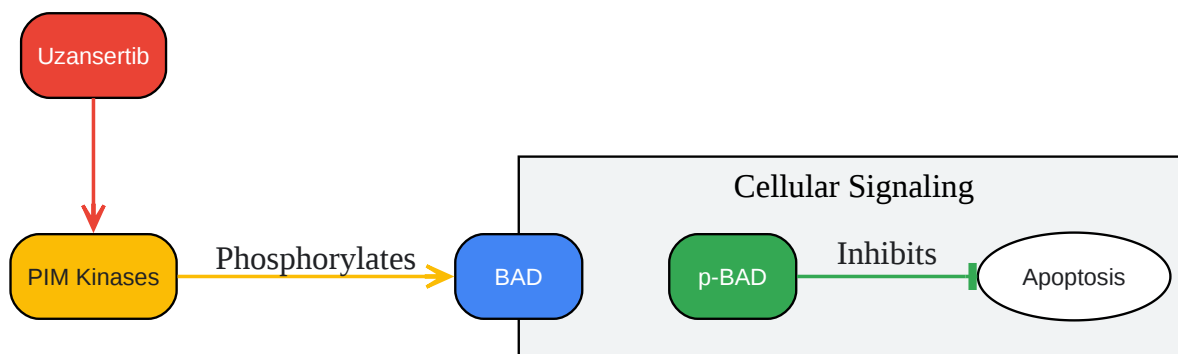 Uzansertib
Cellular Signaling
PIM Kinases
Phosphorylates
BAD
p-BAD
Inhibits
Apoptosis